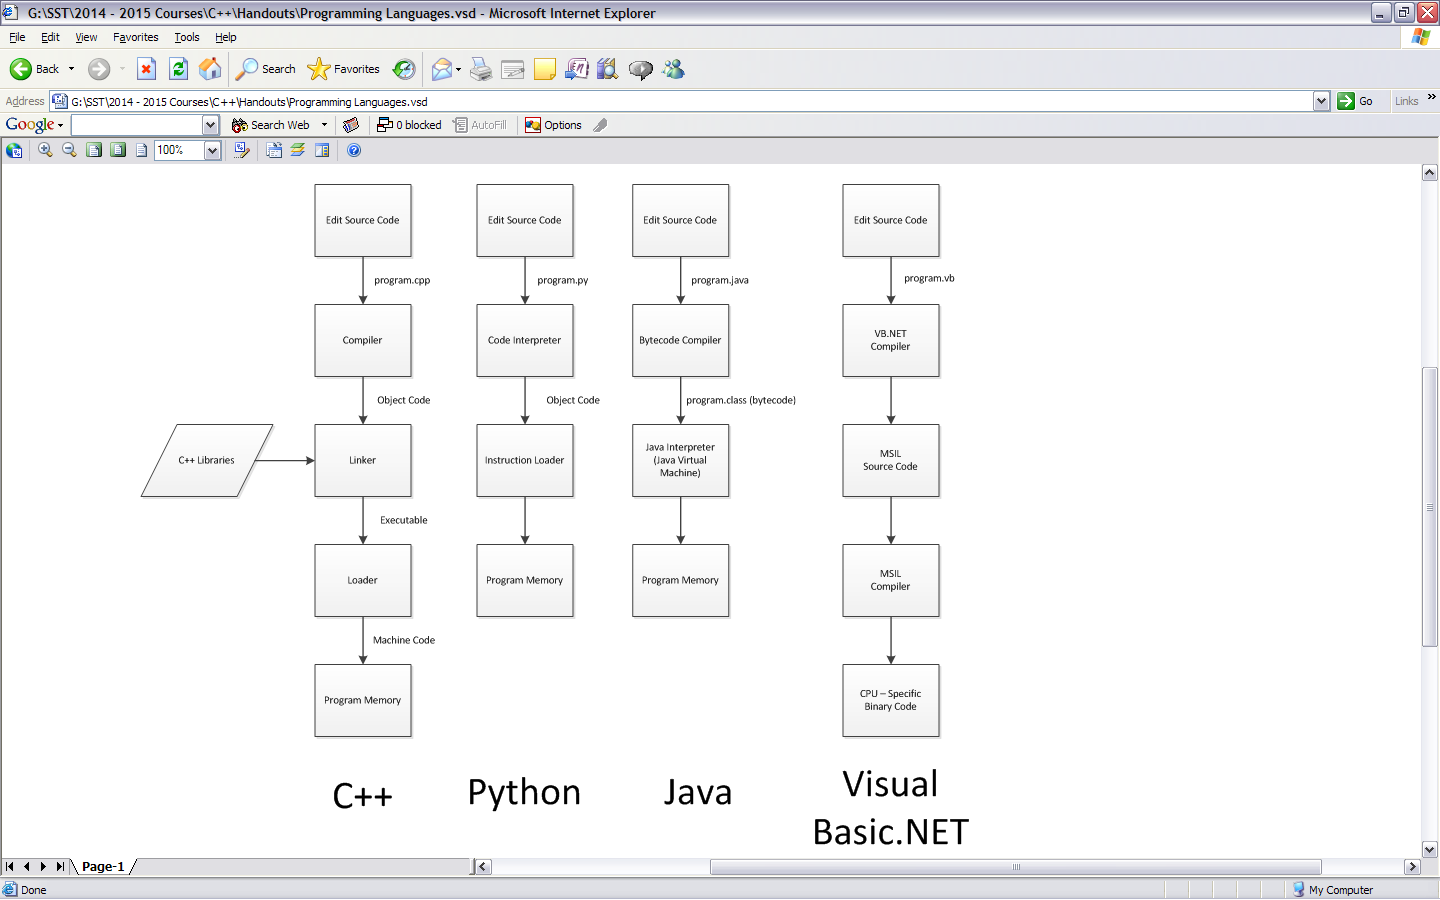 G:\SST\2014 - 2015 Courses\C++\Handouts\Programming Languages.vsd - Microsoft Internet Explorer
File Edit View Favorites Tools Help
Back Search Favorites
Address G:\SST\2014 - 2015 Courses\C++\Handouts\Programming Languages.vsd Go Links »
Google Search Web 0 blocked AutoFill Options
100%
Edit Source Code
program.cpp
Compiler
Object Code
C++ Libraries
Linker
Executable
Loader
Machine Code
Program Memory
C++
Edit Source Code
program.py
Code Interpreter
Object Code
Instruction Loader
Program Memory
Python
Edit Source Code
program.java
Bytecode Compiler
program.class (bytecode)
Java Interpreter
(Java Virtual
Machine)
Program Memory
Java
Edit Source Code
program.vb
VB.NET
Compiler
MSIL
Source Code
MSIL
Compiler
CPU – Specific
Binary Code
Visual
Basic.NET
Page-1
Done My Computer